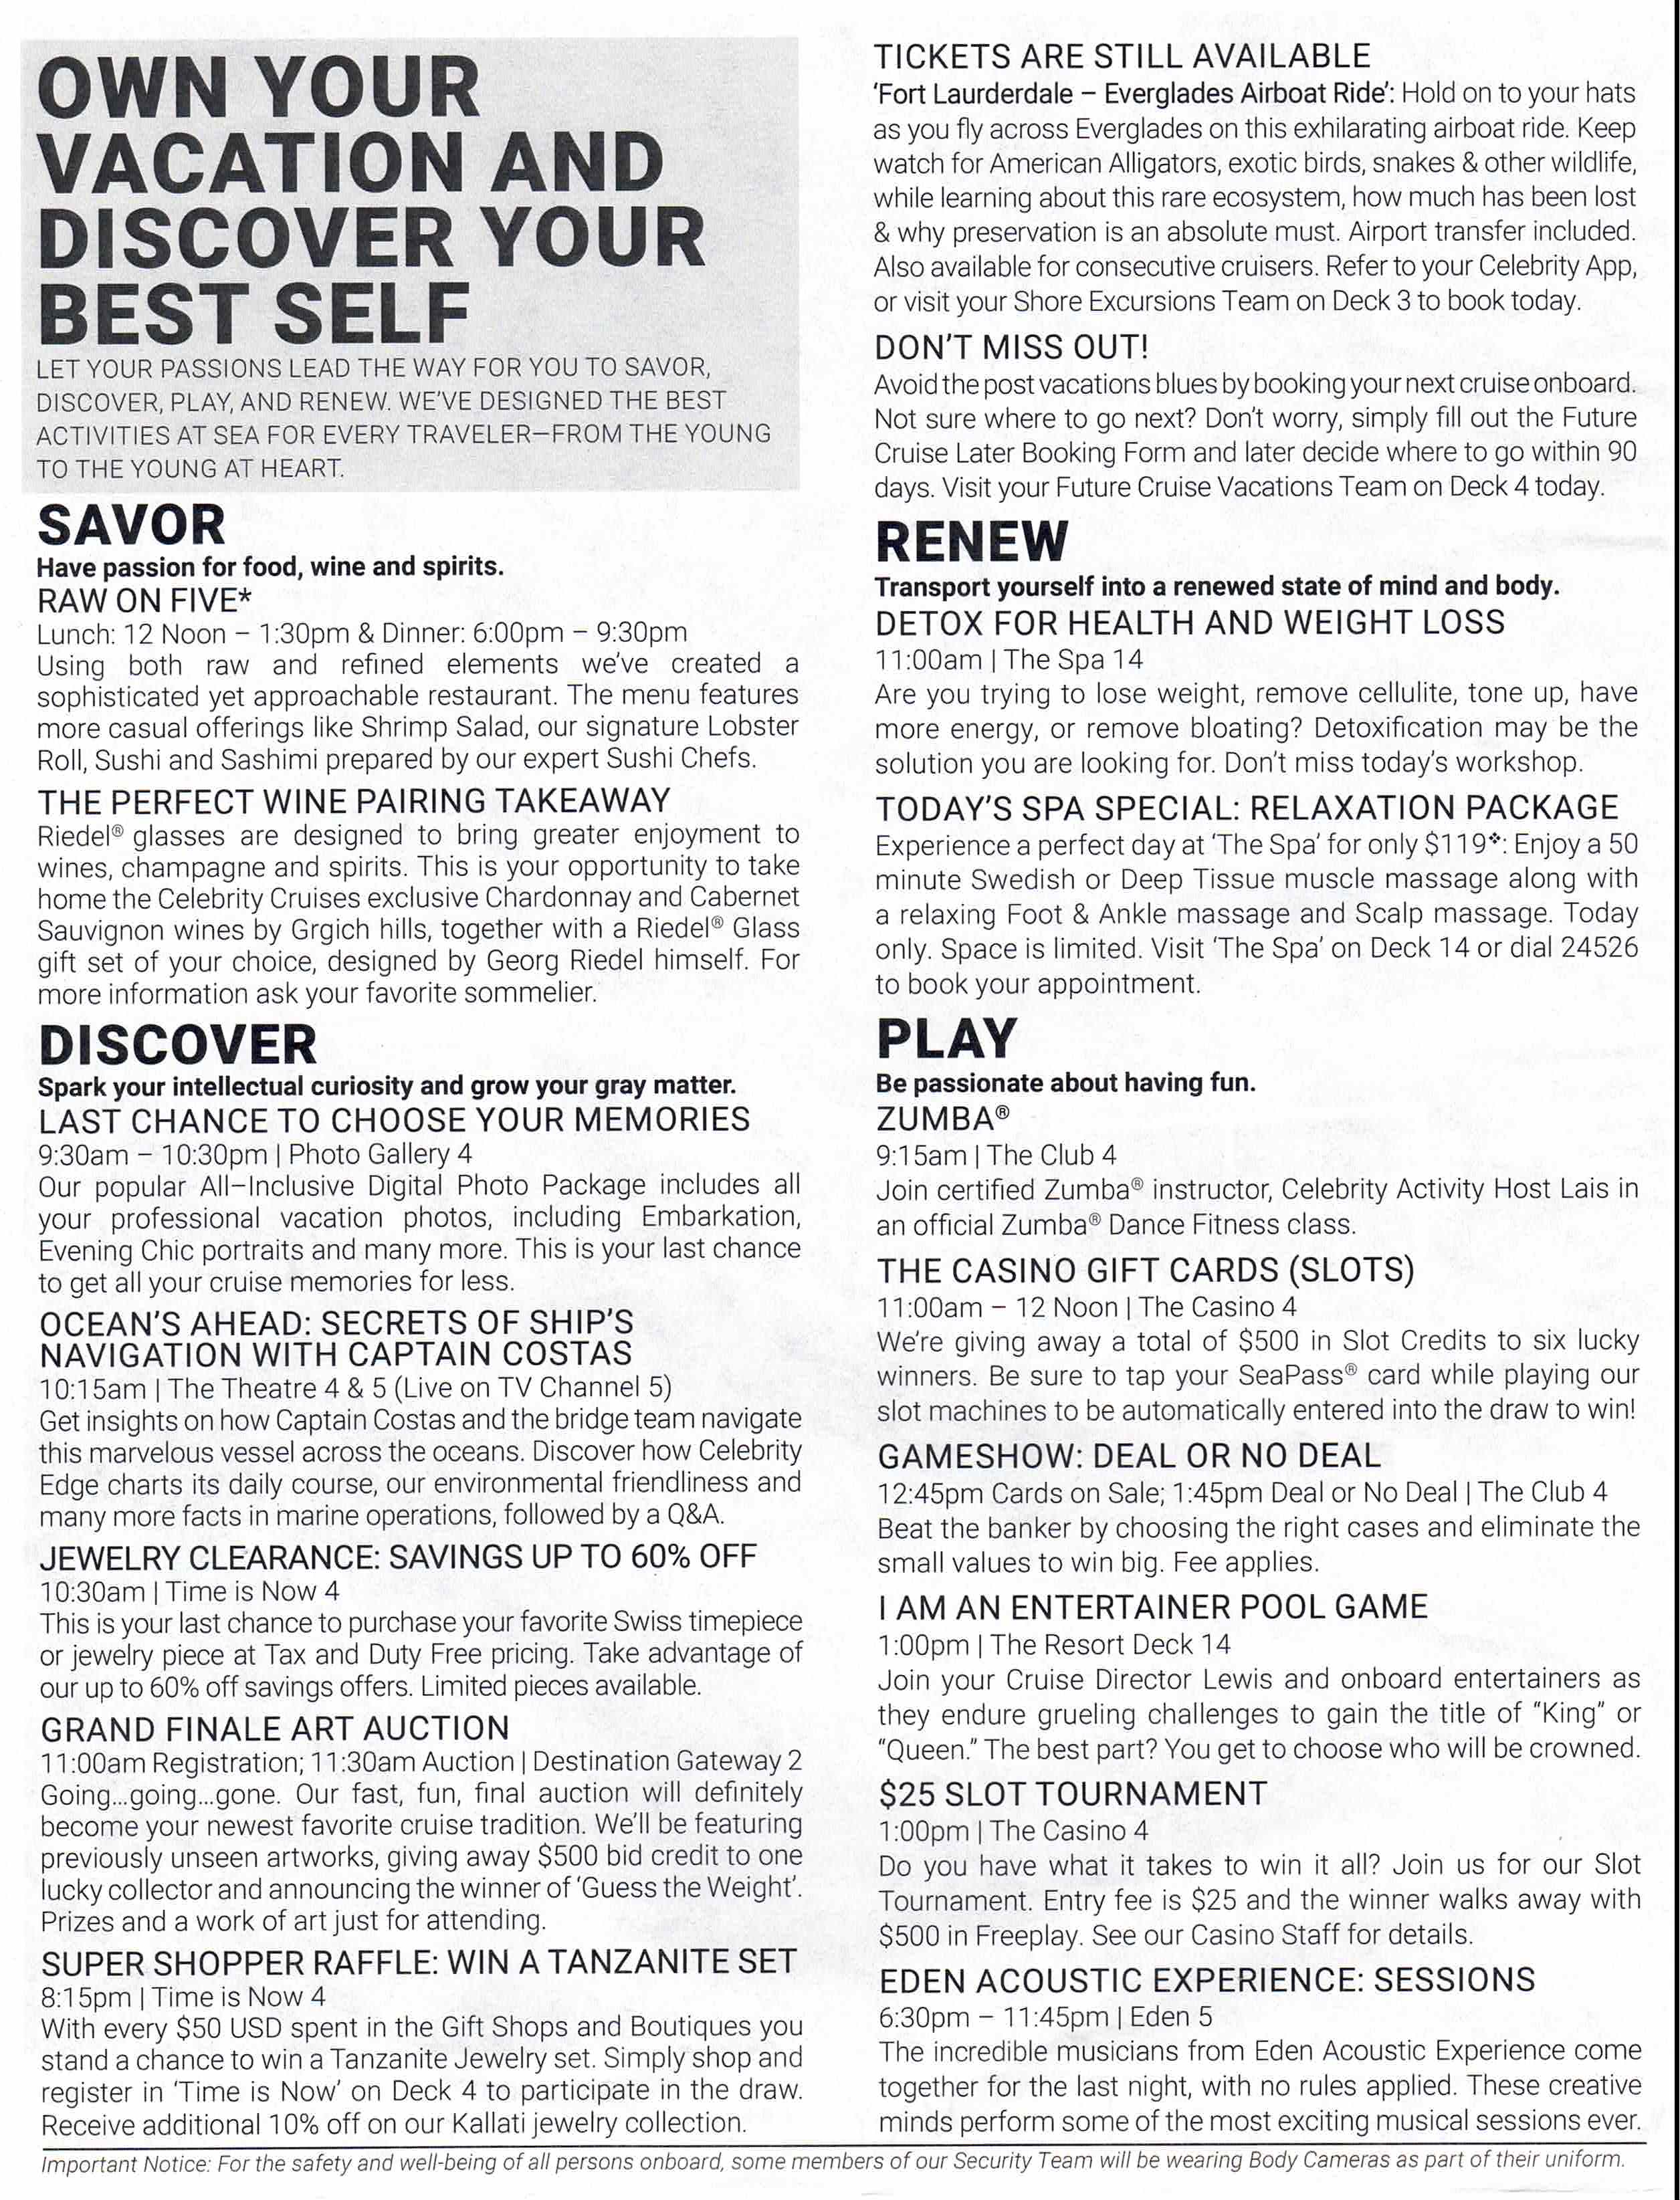 OWN YOUR
VACATION AND
DISCOVER YOUR
BEST SELF
LET YOUR PASSIONS LEAD THE WAY FOR YOU TO SAVOR,
DISCOVER, PLAY, AND RENEW. WE'VE DESIGNED THE BEST
ACTIVITIES AT SEA FOR EVERY TRAVELER–FROM THE YOUNG
TO THE YOUNG AT HEART.
SAVOR
Have passion for food, wine and spirits.
RAW ON FIVE*
Lunch: 12 Noon – 1:30pm & Dinner: 6:00pm – 9:30pm
Using both raw and refined elements we've created a
sophisticated yet approachable restaurant. The menu features
more casual offerings like Shrimp Salad, our signature Lobster
Roll, Sushi and Sashimi prepared by our expert Sushi Chefs.
THE PERFECT WINE PAIRING TAKEAWAY
Riedel® glasses are designed to bring greater enjoyment to
wines, champagne and spirits. This is your opportunity to take
home the Celebrity Cruises exclusive Chardonnay and Cabernet
Sauvignon wines by Grgich hills, together with a Riedel® Glass
gift set of your choice, designed by Georg Riedel himself. For
more information ask your favorite sommelier.
DISCOVER
Spark your intellectual curiosity and grow your gray matter.
LAST CHANCE TO CHOOSE YOUR MEMORIES
9:30am – 10:30pm | Photo Gallery 4
Our popular All–Inclusive Digital Photo Package includes all
your professional vacation photos, including Embarkation,
Evening Chic portraits and many more. This is your last chance
to get all your cruise memories for less.
OCEAN'S AHEAD: SECRETS OF SHIP'S
NAVIGATION WITH CAPTAIN COSTAS
10:15am | The Theatre 4 & 5 (Live on TV Channel 5)
Get insights on how Captain Costas and the bridge team navigate
this marvelous vessel across the oceans. Discover how Celebrity
Edge charts its daily course, our environmental friendliness and
many more facts in marine operations, followed by a Q&A.
JEWELRY CLEARANCE: SAVINGS UP TO 60% OFF
10:30am | Time is Now 4
This is your last chance to purchase your favorite Swiss timepiece
or jewelry piece at Tax and Duty Free pricing. Take advantage of
our up to 60% off savings offers. Limited pieces available.
GRAND FINALE ART AUCTION
11:00am Registration; 11:30am Auction | Destination Gateway 2
Going...going...gone. Our fast, fun, final auction will definitely
become your newest favorite cruise tradition. We'll be featuring
previously unseen artworks, giving away $500 bid credit to one
lucky collector and announcing the winner of 'Guess the Weight'.
Prizes and a work of art just for attending.
SUPER SHOPPER RAFFLE: WIN A TANZANITE SET
8:15pm | Time is Now 4
With every $50 USD spent in the Gift Shops and Boutiques you
stand a chance to win a Tanzanite Jewelry set. Simply shop and
register in 'Time is Now' on Deck 4 to participate in the draw.
Receive additional 10% off on our Kallati jewelry collection.
TICKETS ARE STILL AVAILABLE
'Fort Laurderdale – Everglades Airboat Ride': Hold on to your hats
as you fly across Everglades on this exhilarating airboat ride. Keep
watch for American Alligators, exotic birds, snakes & other wildlife,
while learning about this rare ecosystem, how much has been lost
& why preservation is an absolute must. Airport transfer included.
Also available for consecutive cruisers. Refer to your Celebrity App,
or visit your Shore Excursions Team on Deck 3 to book today.
DON'T MISS OUT!
Avoid the post vacations blues by booking your next cruise onboard.
Not sure where to go next? Don't worry, simply fill out the Future
Cruise Later Booking Form and later decide where to go within 90
days. Visit your Future Cruise Vacations Team on Deck 4 today.
RENEW
Transport yourself into a renewed state of mind and body.
DETOX FOR HEALTH AND WEIGHT LOSS
11:00am | The Spa 14
Are you trying to lose weight, remove cellulite, tone up, have
more energy, or remove bloating? Detoxification may be the
solution you are looking for. Don't miss today's workshop.
TODAY'S SPA SPECIAL: RELAXATION PACKAGE
Experience a perfect day at 'The Spa' for only $119❖: Enjoy a 50
minute Swedish or Deep Tissue muscle massage along with
a relaxing Foot & Ankle massage and Scalp massage. Today
only. Space is limited. Visit 'The Spa' on Deck 14 or dial 24526
to book your appointment.
PLAY
Be passionate about having fun.
ZUMBA®
9:15am | The Club 4
Join certified Zumba® instructor, Celebrity Activity Host Lais in
an official Zumba® Dance Fitness class.
THE CASINO GIFT CARDS (SLOTS)
11:00am – 12 Noon | The Casino 4
We're giving away a total of $500 in Slot Credits to six lucky
winners. Be sure to tap your SeaPass® card while playing our
slot machines to be automatically entered into the draw to win!
GAMESHOW: DEAL OR NO DEAL
12:45pm Cards on Sale; 1:45pm Deal or No Deal | The Club 4
Beat the banker by choosing the right cases and eliminate the
small values to win big. Fee applies.
I AM AN ENTERTAINER POOL GAME
1:00pm | The Resort Deck 14
Join your Cruise Director Lewis and onboard entertainers as
they endure grueling challenges to gain the title of "King" or
"Queen." The best part? You get to choose who will be crowned.
$25 SLOT TOURNAMENT
1:00pm | The Casino 4
Do you have what it takes to win it all? Join us for our Slot
Tournament. Entry fee is $25 and the winner walks away with
$500 in Freeplay. See our Casino Staff for details.
EDEN ACOUSTIC EXPERIENCE: SESSIONS
6:30pm – 11:45pm | Eden 5
The incredible musicians from Eden Acoustic Experience come
together for the last night, with no rules applied. These creative
minds perform some of the most exciting musical sessions ever.
Important Notice: For the safety and well-being of all persons onboard, some members of our Security Team will be wearing Body Cameras as part of their uniform.